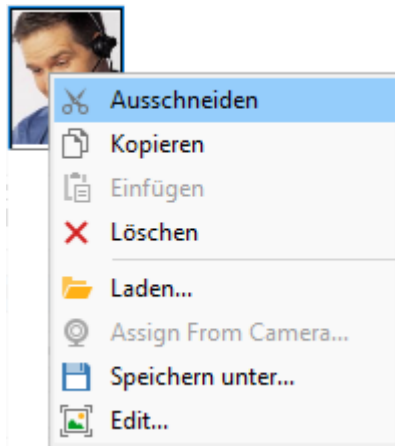 Ausschneiden
Kopieren
Einfügen
Löschen
Laden...
Assign From Camera...
Speichern unter...
Edit...